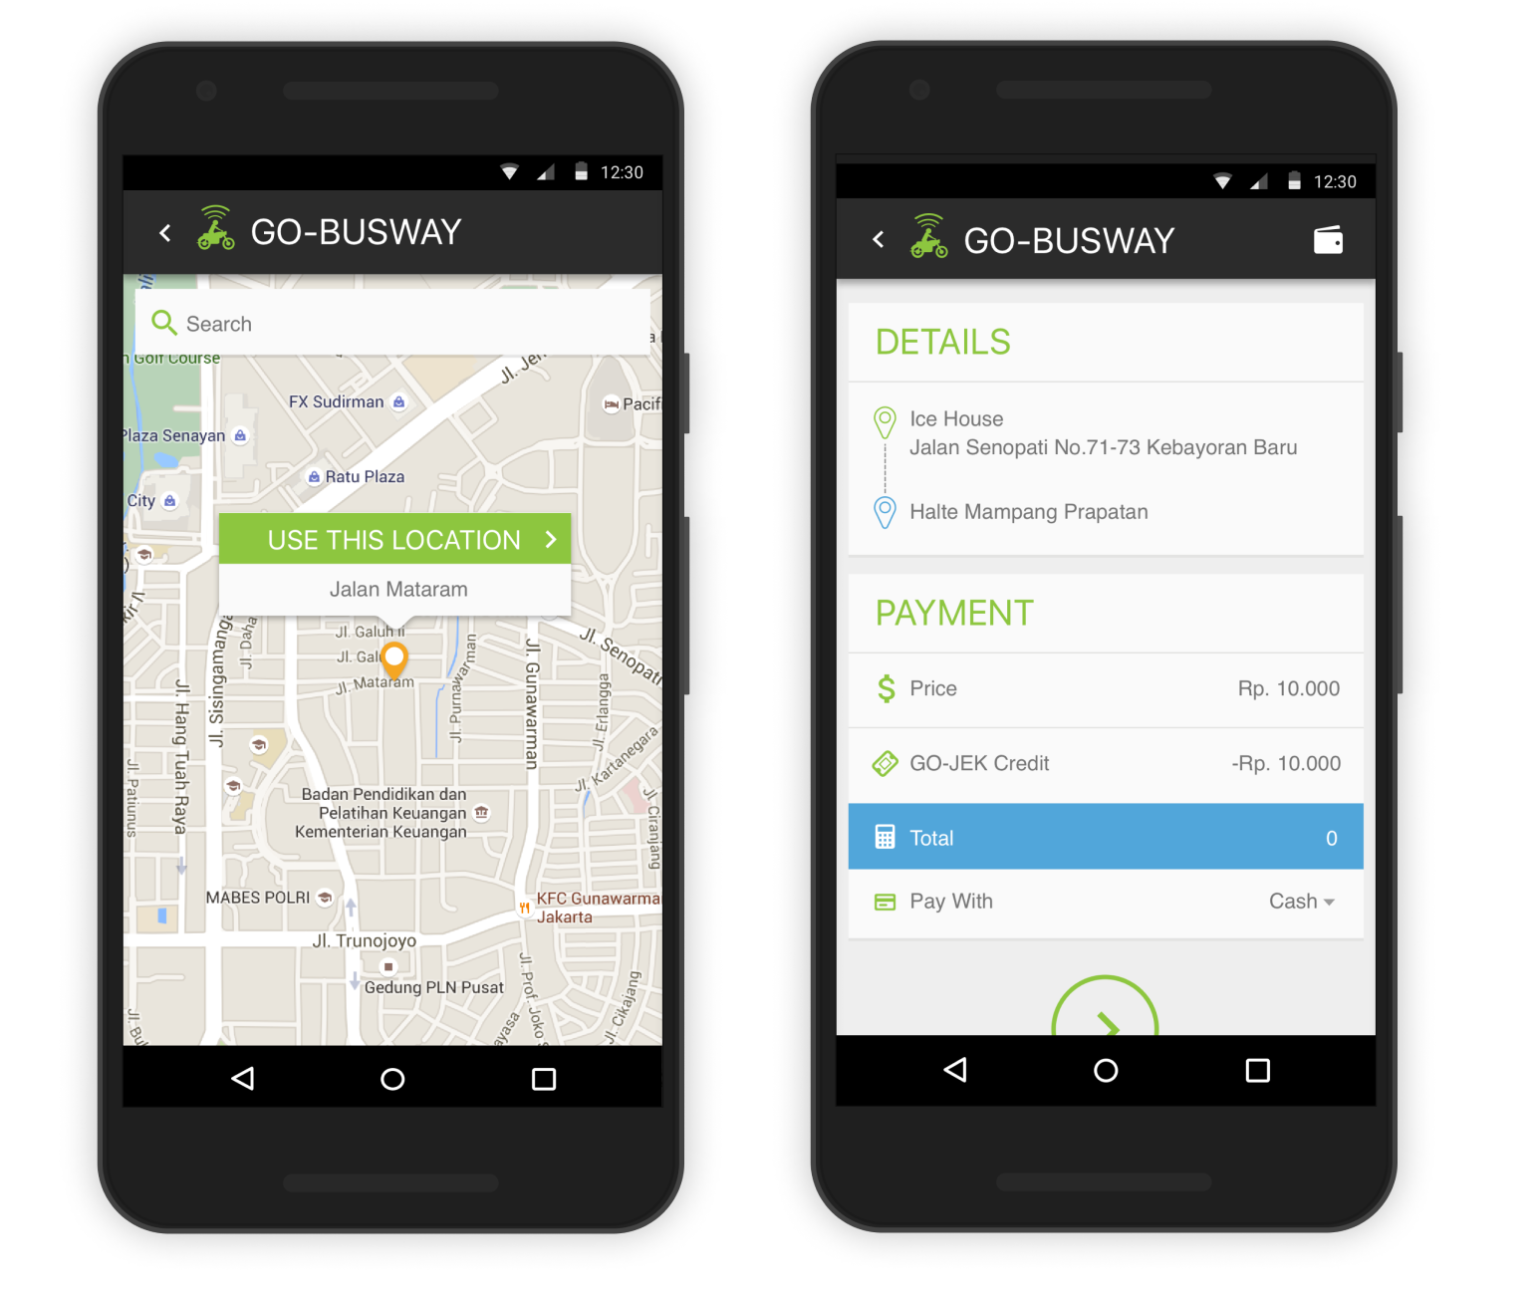 12:30
GO-BUSWAY
Search
n Golf Course
Jl. Jen
FX Sudirman
Pacifi
Plaza Senayan
Ratu Plaza
City
USE THIS LOCATION
Jalan Mataram
Jl. Galuh II
Jl. Galu
Jl. Mataram
Jl. Daha
Jl. Sisingamanga
Jl. Hang Tuah Raya
Jl. Patiunus
Jl. Purnawarman
Jl. Gunawarman
Jl. Senopati
Jl. Erlangga
Jl. Kartanegara
Jl. Ciranjang
Badan Pendidikan dan
Pelatihan Keuangan
Kementerian Keuangan
MABES POLRI
KFC Gunawarma
Jakarta
Jl. Trunojoyo
Gedung PLN Pusat
Jl. Prof. Joko S
Jl. Cikajang
ayasa
Jl. Bu
12:30
GO-BUSWAY
DETAILS
Ice House
Jalan Senopati No.71-73 Kebayoran Baru
Halte Mampang Prapatan
PAYMENT
Price Rp. 10.000
GO-JEK Credit -Rp. 10.000
Total 0
Pay With Cash